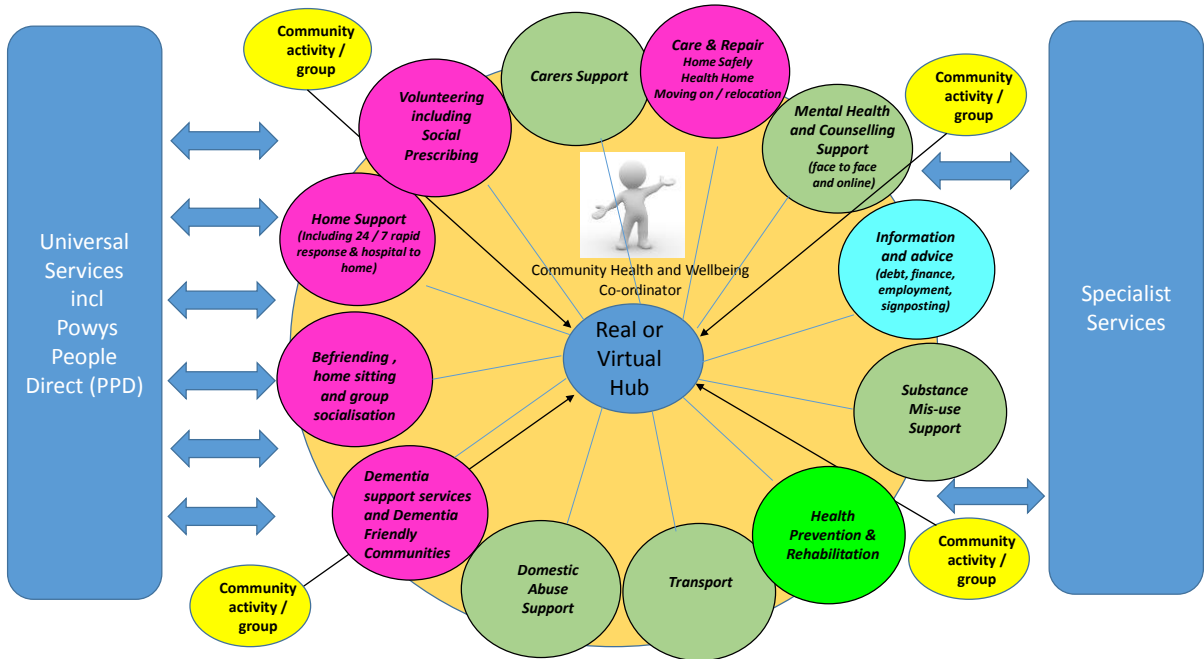 Universal
Services
incl
Powys
People
Direct (PPD)
Community
activity /
group
Volunteering
including
Social
Prescribing
Carers Support
Care & Repair
Home Safely
Health Home
Moving on / relocation
Mental Health
and Counselling
Support
(face to face
and online)
Community
activity /
group
Home Support
(Including 24 / 7 rapid
response & hospital to
home)
Community Health and Wellbeing
Co-ordinator
Information
and advice
(debt, finance,
employment,
signposting)
Real or
Virtual
Hub
Befriending ,
home sitting
and group
socialisation
Substance
Mis-use
Support
Dementia
support services
and Dementia
Friendly
Communities
Domestic
Abuse
Support
Transport
Health
Prevention &
Rehabilitation
Community
activity /
group
Community
activity /
group
Specialist
Services